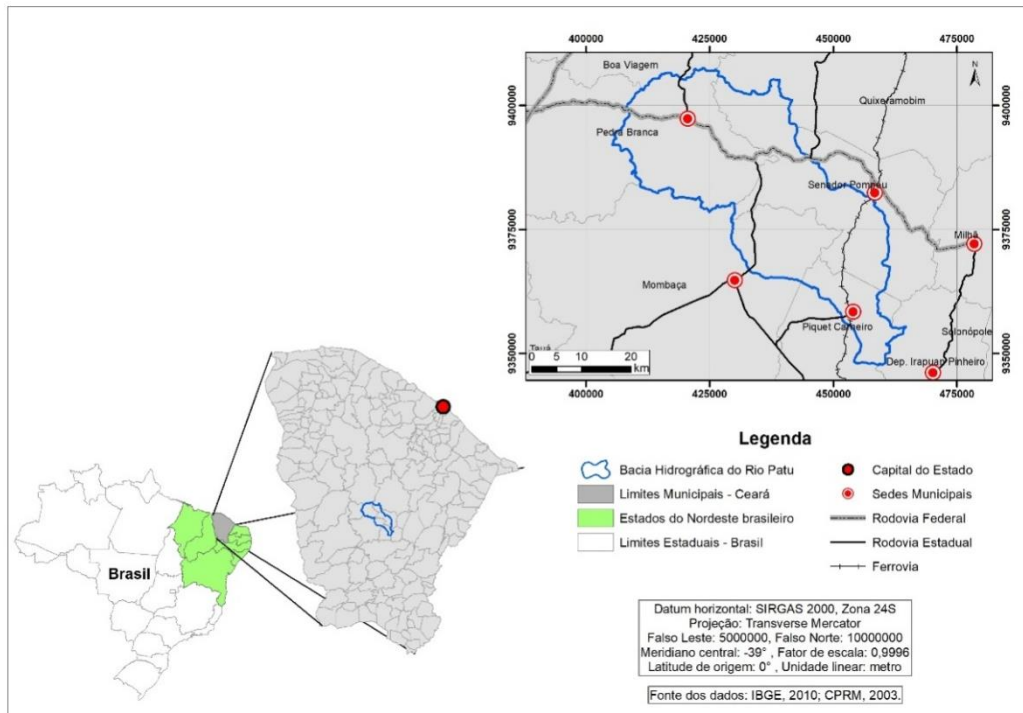 400000 425000 450000 475000
N
Boa Viagem
Quixeramobim
9400000 9400000
Pedra Branca
Senador Pompeu
9375000 9375000
Milhã
Mombaça
Piquet Carneiro
Solonópole
9350000 9350000
Tauá
Dep. Irapuan Pinheiro
0 5 10 20
km
400000 425000 450000 475000
Brasil
Legenda
Bacia Hidrográfica do Rio Patu
Limites Municipais - Ceará
Estados do Nordeste brasileiro
Limites Estaduais - Brasil
Capital do Estado
Sedes Municipais
Rodovia Federal
Rodovia Estadual
Ferrovia
Datum horizontal: SIRGAS 2000, Zona 24S
Projeção: Transverse Mercator
Falso Leste: 5000000, Falso Norte: 10000000
Meridiano central: -39° , Fator de escala: 0,9996
Latitude de origem: 0° , Unidade linear: metro
Fonte dos dados: IBGE, 2010; CPRM, 2003.